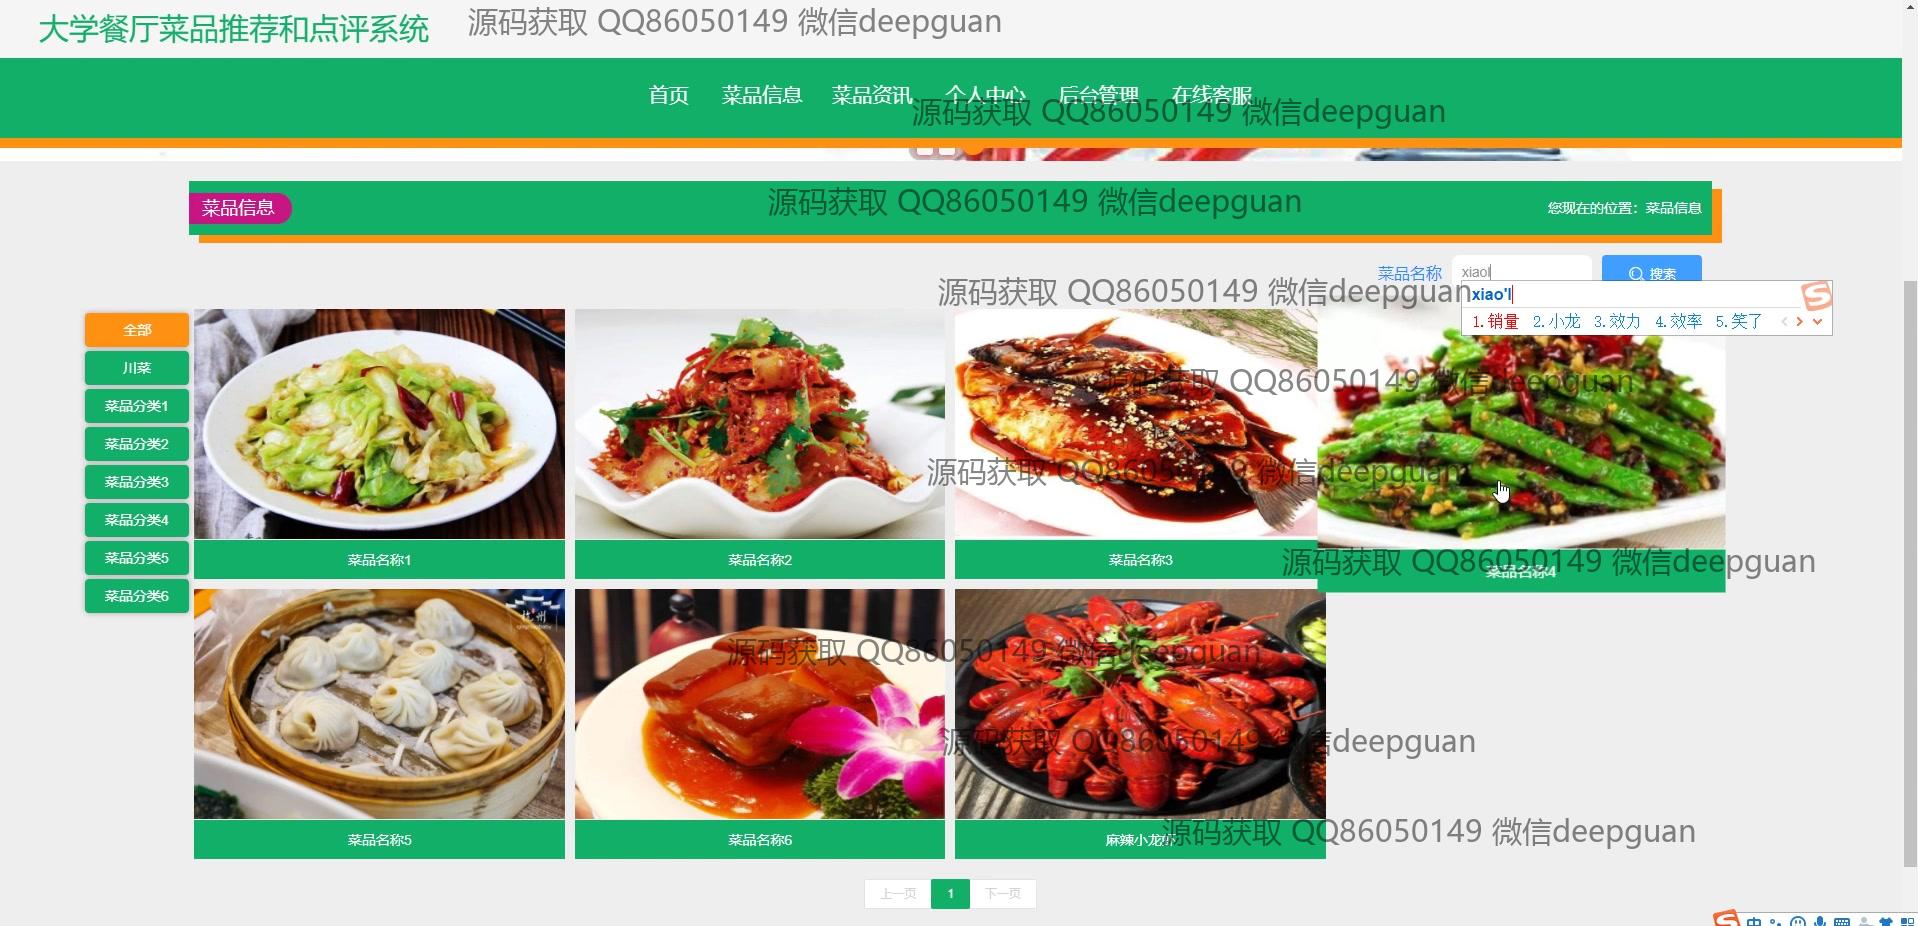 大学餐厅菜品推荐和点评系统
源码获取 QQ86050149 微信deepguan
首页 菜品信息 菜品资讯 个人中心 后台管理 在线客服
源码获取 QQ86050149 微信deepguan
菜品信息
源码获取 QQ86050149 微信deepguan
您现在的位置：菜品信息
菜品名称 xiaol 搜索
源码获取 QQ86050149 微信deepguan
xiao'l
1.销量 2.小龙 3.效力 4.效率 5.笑了
全部
川菜
菜品分类1
菜品分类2
菜品分类3
菜品分类4
菜品分类5
菜品分类6
源码获取 QQ86050149 微信deepguan
源码获取 QQ86050149 微信deepguan
菜品名称1 菜品名称2 菜品名称3 菜品名称4
源码获取 QQ86050149 微信deepguan
杭州
源码获取 QQ86050149 微信deepguan
源码获取 QQ86050149 微信deepguan
源码获取 QQ86050149 微信deepguan
菜品名称5 菜品名称6 麻辣小龙虾
上一页 1 下一页
中